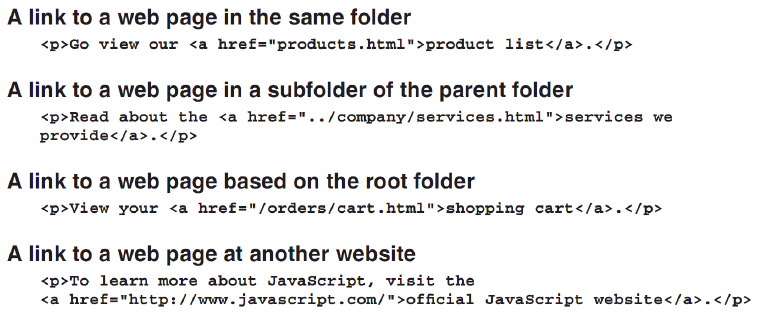 A link to a web page in the same folder
<p>Go view our <a href="products.html">product list</a>.</p>
A link to a web page in a subfolder of the parent folder
<p>Read about the <a href="../company/services.html">services we
provide</a>.</p>
A link to a web page based on the root folder
<p>View your <a href="/orders/cart.html">shopping cart</a>.</p>
A link to a web page at another website
<p>To learn more about JavaScript, visit the
<a href="http://www.javascript.com/">official JavaScript website</a>.</p>